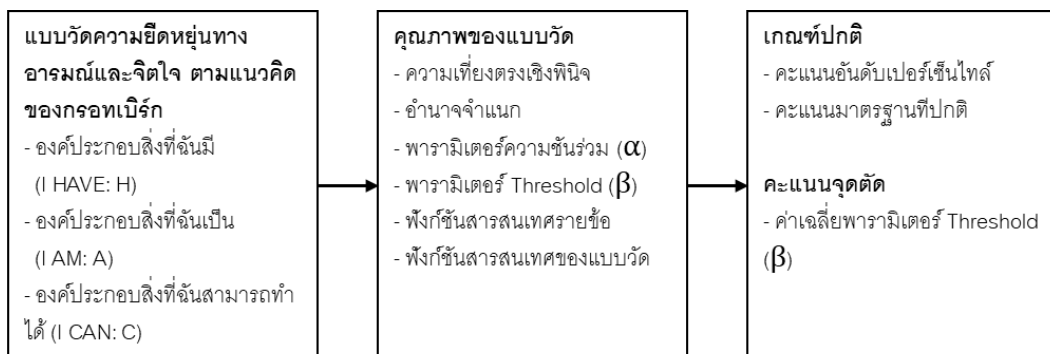 แบบวัดความยืดหยุ่นทาง
อารมณ์และจิตใจ ตามแนวคิด
ของกรอทเบิร์ก
- องค์ประกอบสิ่งที่ฉันมี
(I HAVE: H)
- องค์ประกอบสิ่งที่ฉันเป็น
(I AM: A)
- องค์ประกอบสิ่งที่ฉันสามารถทำ
ได้ (I CAN: C)
คุณภาพของแบบวัด
- ความเที่ยงตรงเชิงพินิจ
- อำนาจจำแนก
- พารามิเตอร์ความชันร่วม (α)
- พารามิเตอร์ Threshold (β)
- ฟังก์ชันสารสนเทศรายข้อ
- ฟังก์ชันสารสนเทศของแบบวัด
เกณฑ์ปกติ
- คะแนนอันดับเปอร์เซ็นไทล์
- คะแนนมาตรฐานทีปกติ
คะแนนจุดตัด
- ค่าเฉลี่ยพารามิเตอร์ Threshold
(β)